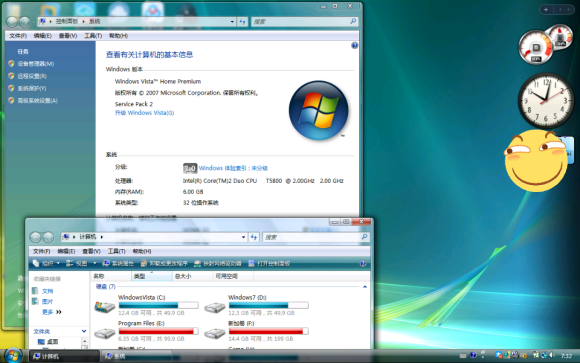 控制面板 系统 搜索
文件(F) 编辑(E) 查看(V) 工具(T) 帮助(H)
任务
设备管理器(M)
远程设置(R)
系统保护(Y)
高级系统设置(A)
查看有关计算机的基本信息
Windows 版本
Windows Vista™ Home Premium
版权所有 © 2007 Microsoft Corporation. 保留所有权利。
Service Pack 2
升级 Windows Vista(G)
系统
分级: Windows 体验索引: 未分级
处理器: Intel(R) Core(TM)2 Duo CPU T5800 @ 2.00GHz 2.00 GHz
内存(RAM): 6.00 GB
系统类型: 32 位操作系统
计算机 搜索
文件(F) 编辑(E) 查看(V) 工具(T) 帮助(H)
组织 视图 系统属性 卸载或更改程序 映射网络驱动器 打开控制面板
收藏夹链接
文档
图片
更多 »
文件夹
桌面
名称 类型 总大小 可用空间
硬盘 (7)
WindowsVista (C:)
12.4 GB 可用, 共 49.9 GB
Windows7 (D:)
12.3 GB 可用, 共 49.9 GB
Program Files (E:)
6.35 GB 可用, 共 99.9 GB
新加卷 (F:)
14.4 GB 可用, 共 199 GB
计算机 系统 7:37